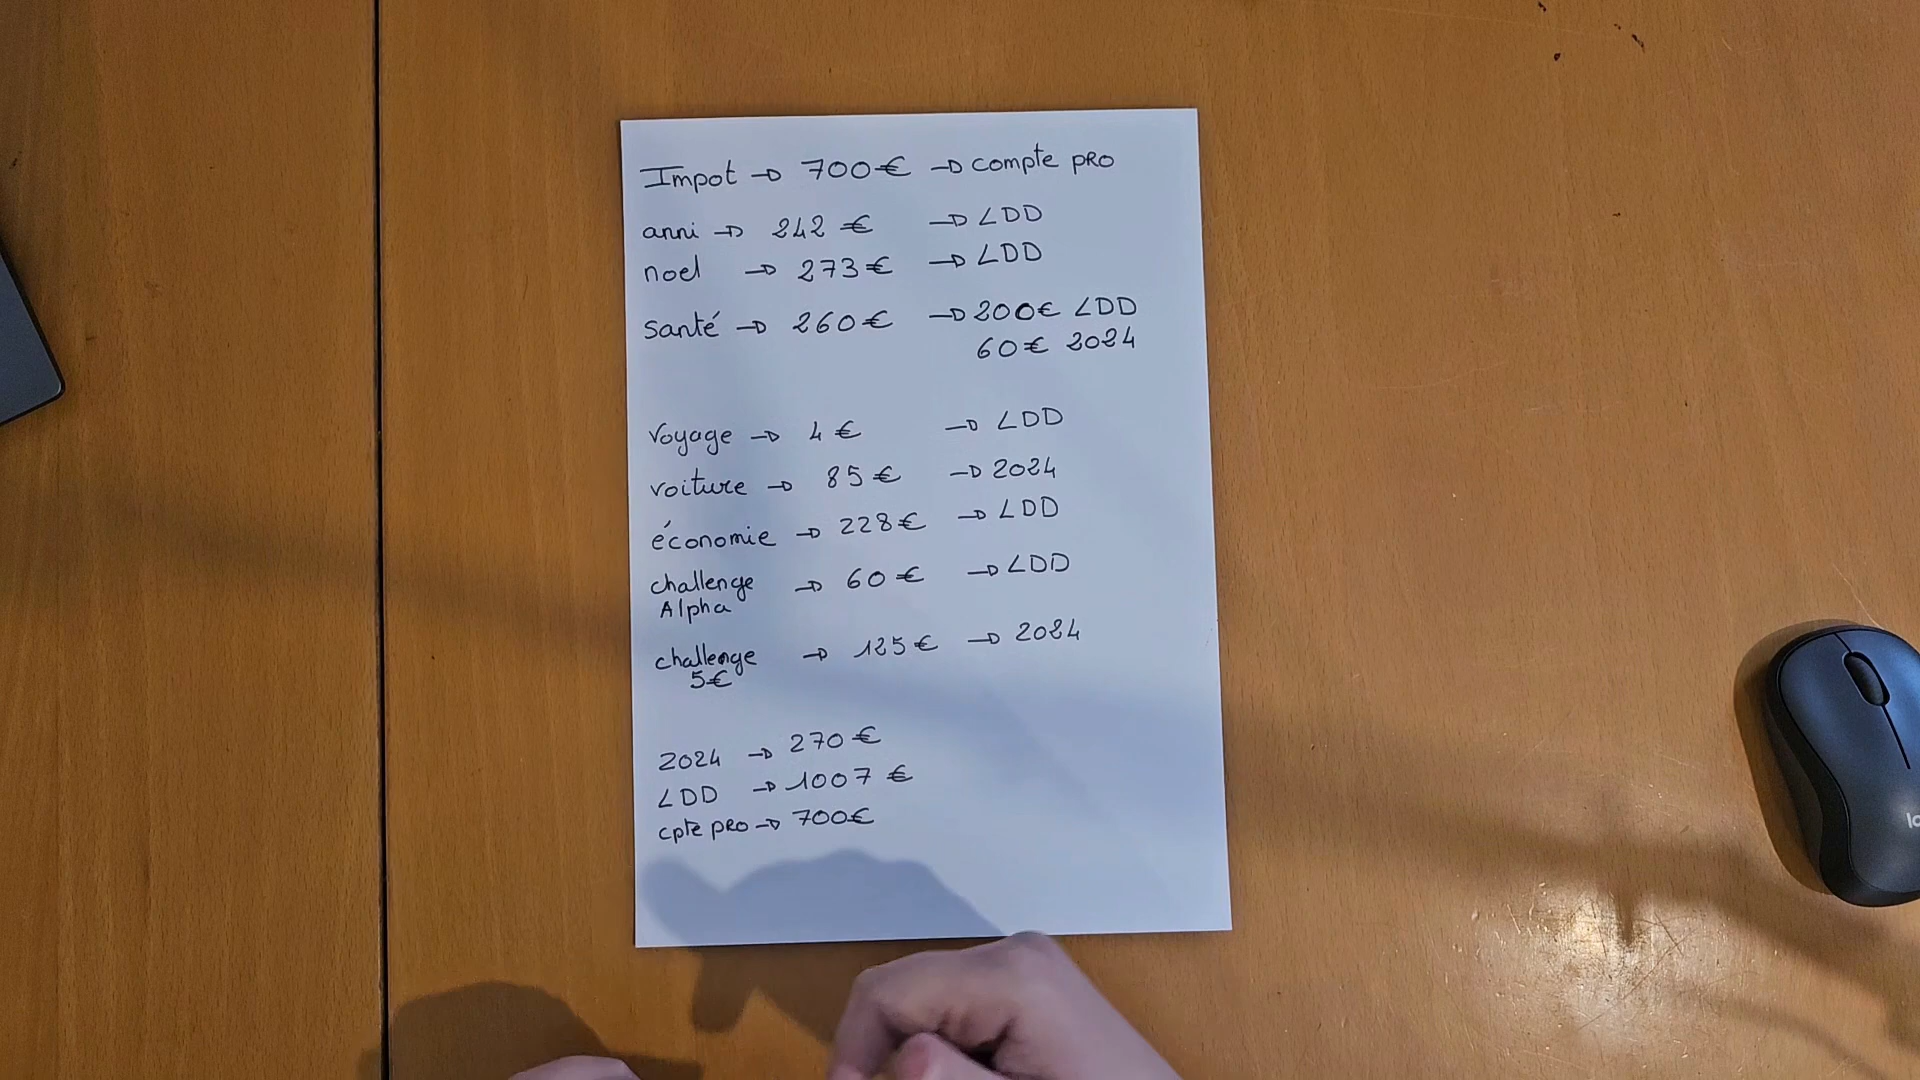 Impot → 700€ → compte pro
anni → 242 € → LDD
noel → 273€ → LDD
santé → 260€ → 200€ LDD
60€ 2024
voyage → 4€ → LDD
voiture → 85€ → 2024
économie → 228€ → LDD
challenge → 60€ → LDD
Alpha
challenge → 125€ → 2024
5€
2024 → 270€
LDD → 1007 €
cpte pro → 700€